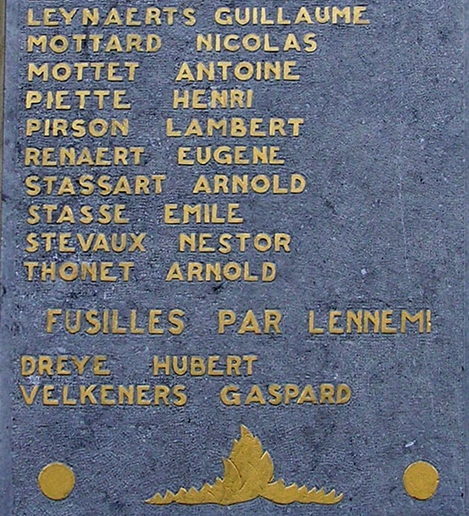 LEYNAERTS GUILLAUME
MOTTARD NICOLAS
MOTTET ANTOINE
PIETTE HENRI
PIRSON LAMBERT
RENAERT EUGENE
STASSART ARNOLD
STASSE EMILE
STEVAUX NESTOR
THONET ARNOLD
FUSILLES PAR LENNEMI
DREYE HUBERT
VELKENERS GASPARD